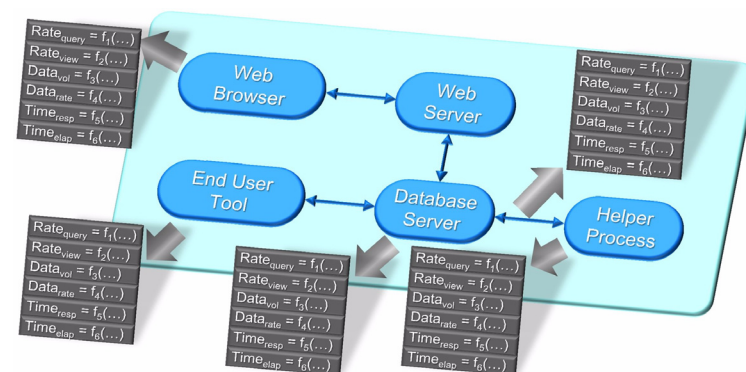 Rate_query = f_1(...)
Rate_view = f_2(...)
Data_vol = f_3(...)
Data_rate = f_4(...)
Time_resp = f_5(...)
Time_elap = f_6(...)
Web
Browser
Web
Server
Rate_query = f_1(...)
Rate_view = f_2(...)
Data_vol = f_3(...)
Data_rate = f_4(...)
Time_resp = f_5(...)
Time_elap = f_6(...)
End User
Tool
Database
Server
Helper
Process
Rate_query = f_1(...)
Rate_view = f_2(...)
Data_vol = f_3(...)
Data_rate = f_4(...)
Time_resp = f_5(...)
Time_elap = f_6(...)
Rate_query = f_1(...)
Rate_view = f_2(...)
Data_vol = f_3(...)
Data_rate = f_4(...)
Time_resp = f_5(...)
Time_elap = f_6(...)
Rate_query = f_1(...)
Rate_view = f_2(...)
Data_vol = f_3(...)
Data_rate = f_4(...)
Time_resp = f_5(...)
Time_elap = f_6(...)